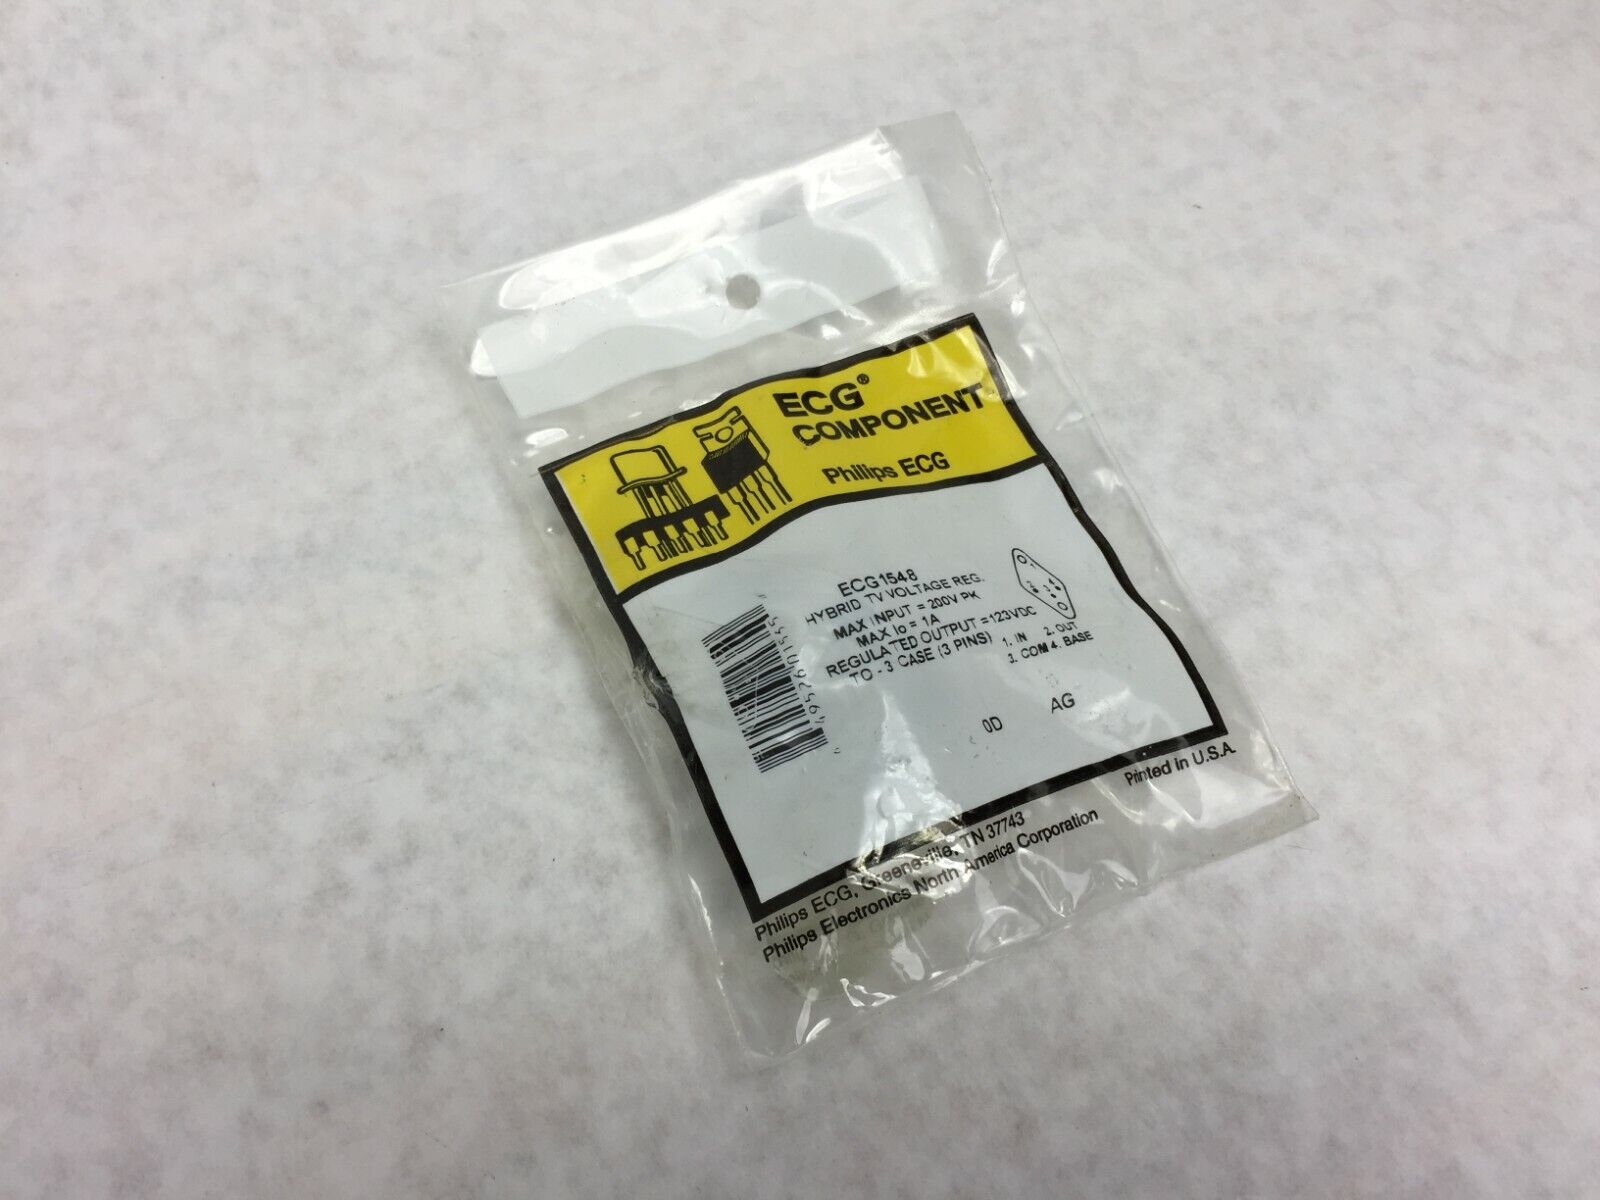 ECG®
COMPONENT
Philips ECG
ECG1548
HYBRID TV VOLTAGE REG.
MAX INPUT = 200V PK
MAX Io = 1A
REGULATED OUTPUT =123VDC
TO - 3 CASE (3 PINS)
1. IN 2. OUT
3. COM 4. BASE
0D AG
Printed in U.S.A.
Philips ECG, Greeneville, TN 37743
Philips Electronics North America Corporation